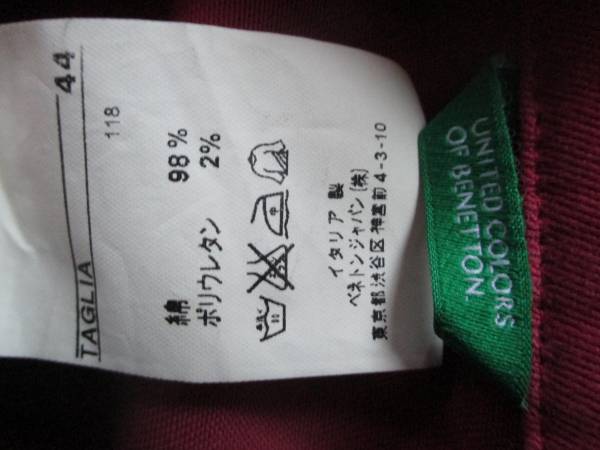 TAGLIA 44
118
綿 98%
ポリウレタン 2%
イタリア 製
ベネトンジャパン(株)
東京都渋谷区神宮前4-3-10
UNITED COLORS
OF BENETTON.